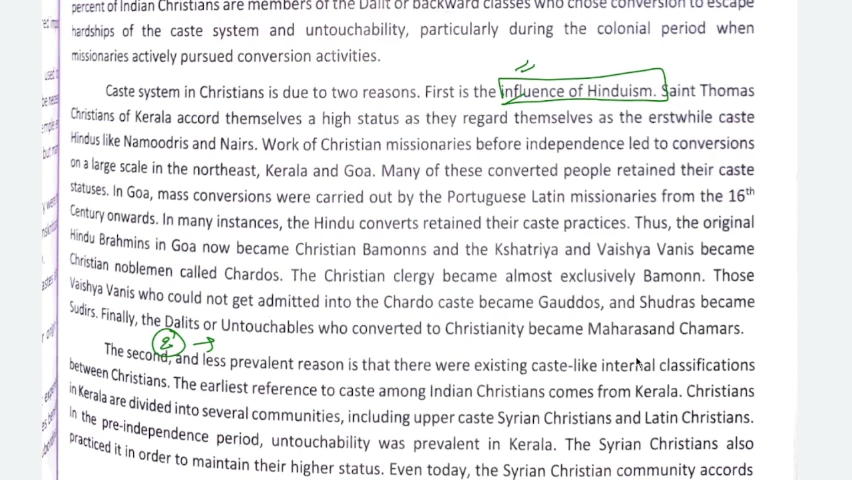 percent of Indian Christians are members of the Dalit or backward classes who chose conversion to escape
hardships of the caste system and untouchability, particularly during the colonial period when
missionaries actively pursued conversion activities.
Caste system in Christians is due to two reasons. First is the influence of Hinduism. Saint Thomas
Christians of Kerala accord themselves a high status as they regard themselves as the erstwhile caste
Hindus like Namoodris and Nairs. Work of Christian missionaries before independence led to conversions
on a large scale in the northeast, Kerala and Goa. Many of these converted people retained their caste
statuses. In Goa, mass conversions were carried out by the Portuguese Latin missionaries from the 16th
Century onwards. In many instances, the Hindu converts retained their caste practices. Thus, the original
Hindu Brahmins in Goa now became Christian Bamonns and the Kshatriya and Vaishya Vanis became
Christian noblemen called Chardos. The Christian clergy became almost exclusively Bamonn. Those
Vaishya Vanis who could not get admitted into the Chardo caste became Gauddos, and Shudras became
Sudirs. Finally, the Dalits or Untouchables who converted to Christianity became Maharasand Chamars.
The second, and less prevalent reason is that there were existing caste-like internal classifications
between Christians. The earliest reference to caste among Indian Christians comes from Kerala. Christians
in Kerala are divided into several communities, including upper caste Syrian Christians and Latin Christians.
In the pre-independence period, untouchability was prevalent in Kerala. The Syrian Christians also
practiced it in order to maintain their higher status. Even today, the Syrian Christian community accords